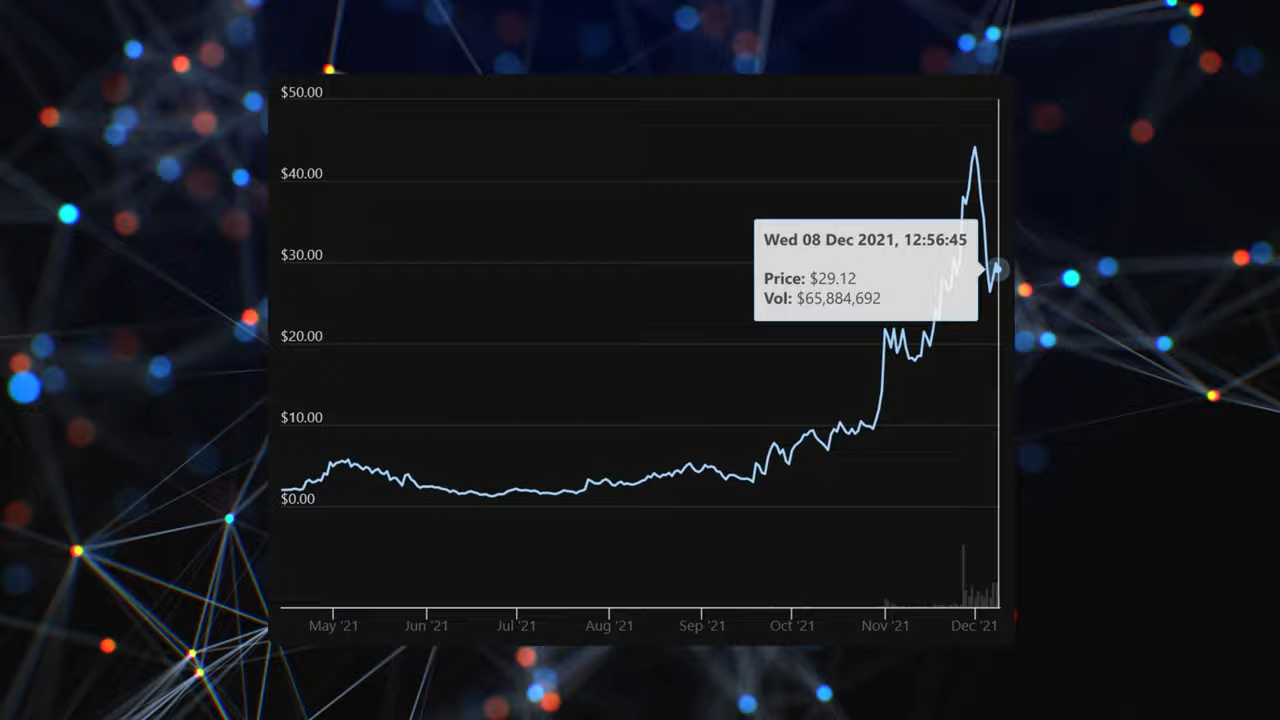 $50.00
$40.00
$30.00
$20.00
$10.00
$0.00
Wed 08 Dec 2021, 12:56:45
Price: $29.12
Vol: $65,884,692
May '21 Jun '21 Jul '21 Aug '21 Sep '21 Oct '21 Nov '21 Dec '21